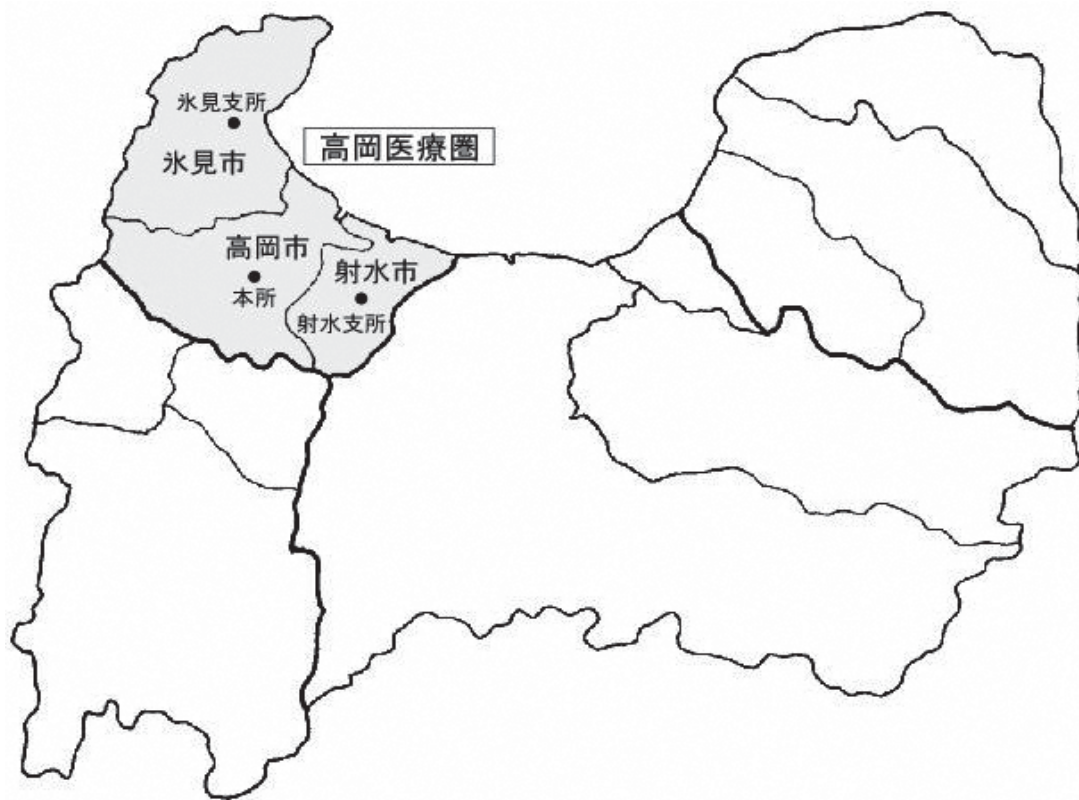 氷見支所
高岡医療圏
氷見市
高岡市
本所
射水市
射水支所